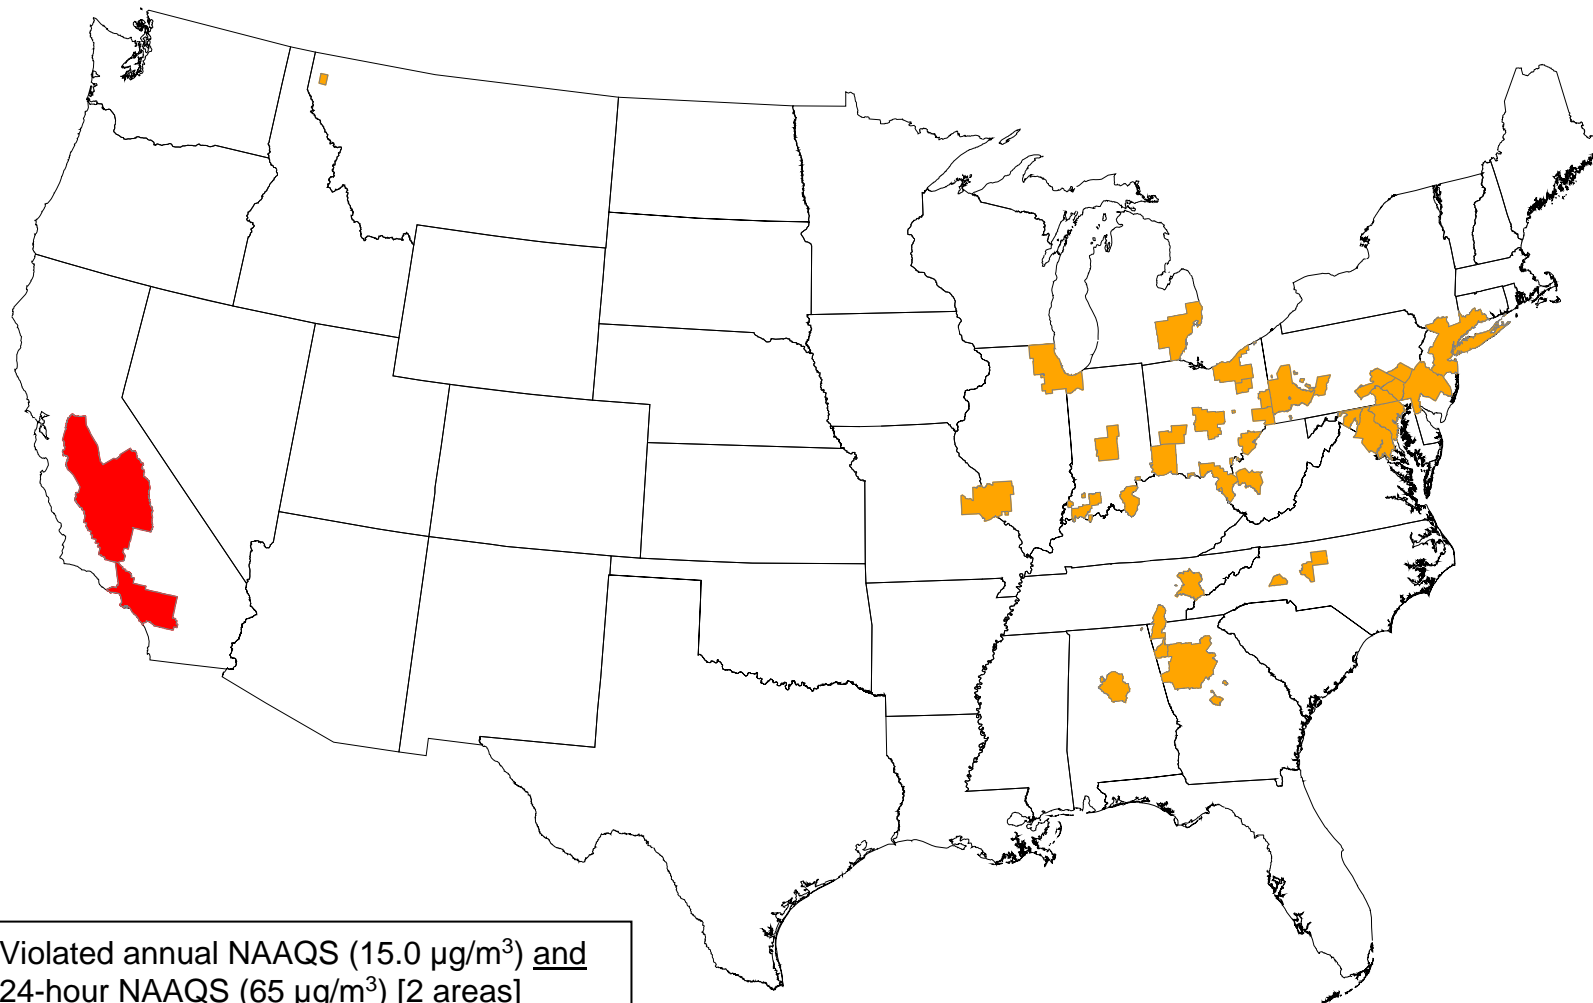 Violated annual NAAQS (15.0 µg/m³) and
24-hour NAAQS (65 µg/m³) [2 areas]